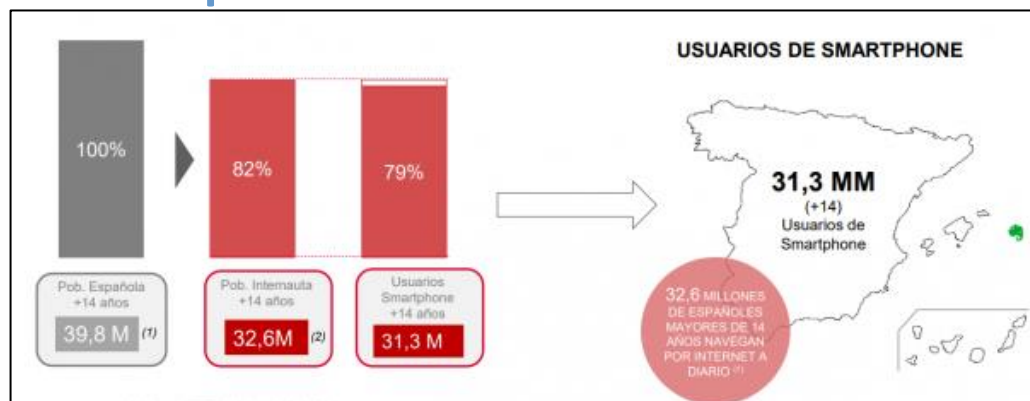 100%
82%
79%
Pob. Española
+14 años
39,8 M (1)
Pob. Internauta
+14 años
32,6M (2)
Usuarios
Smartphone
+14 años
31,3 M
USUARIOS DE SMARTPHONE
31,3 MM
(+14)
Usuarios de
Smartphone
32,6 MILLONES
DE ESPAÑOLES
MAYORES DE 14
AÑOS NAVEGAN
POR INTERNET A
DIARIO (1)